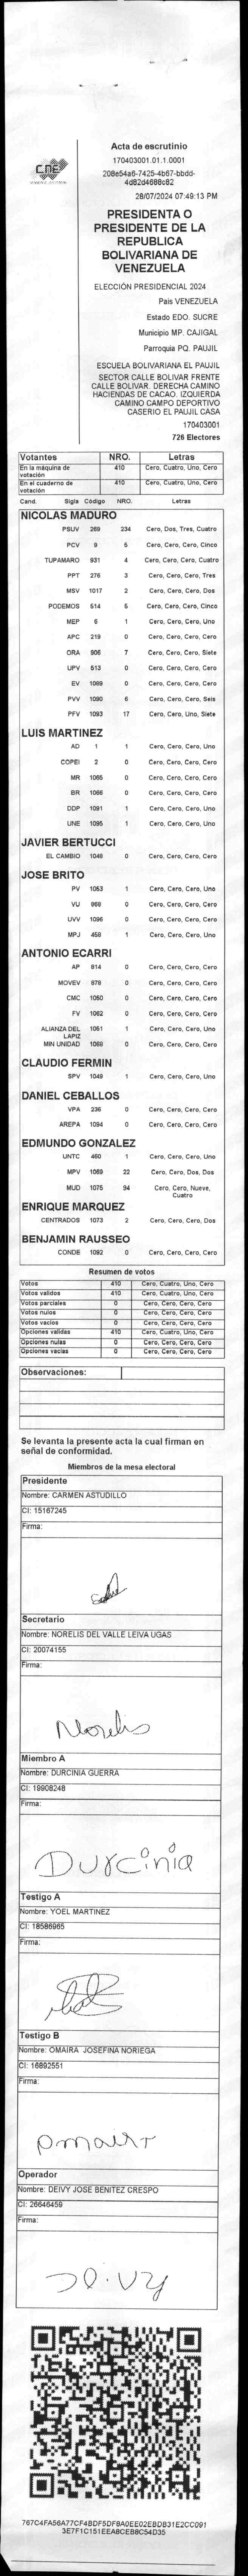 CNE
Acta de escrutinio
170403001.01.1.0001
208e54a6-7425-4b67-bbdd-
4d82d4688c82
28/07/2024 07:49:13 PM
PRESIDENTA O
PRESIDENTE DE LA
REPUBLICA
BOLIVARIANA DE
VENEZUELA
ELECCIÓN PRESIDENCIAL 2024
País VENEZUELA
Estado EDO. SUCRE
Municipio MP. CAJIGAL
Parroquia PQ. PAUJIL
ESCUELA BOLIVARIANA EL PAUJIL
SECTOR CALLE BOLIVAR FRENTE
CALLE BOLIVAR. DERECHA CAMINO
HACIENDAS DE CACAO. IZQUIERDA
CAMINO CAMPO DEPORTIVO
CASERIO EL PAUJIL CASA
170403001
726 Electores
Votantes NRO. Letras
En la máquina de votación 410 Cero, Cuatro, Uno, Cero
En el cuaderno de votación 410 Cero, Cuatro, Uno, Cero
Cand. Sigla Código NRO. Letras
NICOLAS MADURO
PSUV 269 234 Cero, Dos, Tres, Cuatro
PCV 9 5 Cero, Cero, Cero, Cinco
TUPAMARO 931 4 Cero, Cero, Cero, Cuatro
PPT 276 3 Cero, Cero, Cero, Tres
MSV 1017 2 Cero, Cero, Cero, Dos
PODEMOS 514 5 Cero, Cero, Cero, Cinco
MEP 6 1 Cero, Cero, Cero, Uno
APC 219 0 Cero, Cero, Cero, Cero
ORA 906 7 Cero, Cero, Cero, Siete
UPV 513 0 Cero, Cero, Cero, Cero
EV 1089 0 Cero, Cero, Cero, Cero
PVV 1090 6 Cero, Cero, Cero, Seis
PFV 1093 17 Cero, Cero, Uno, Siete
LUIS MARTINEZ
AD 1 1 Cero, Cero, Cero, Uno
COPEI 2 0 Cero, Cero, Cero, Cero
MR 1065 0 Cero, Cero, Cero, Cero
BR 1066 0 Cero, Cero, Cero, Cero
DDP 1091 1 Cero, Cero, Cero, Uno
UNE 1095 1 Cero, Cero, Cero, Uno
JAVIER BERTUCCI
EL CAMBIO 1048 0 Cero, Cero, Cero, Cero
JOSE BRITO
PV 1053 1 Cero, Cero, Cero, Uno
VU 868 0 Cero, Cero, Cero, Cero
UVV 1096 0 Cero, Cero, Cero, Cero
MPJ 458 1 Cero, Cero, Cero, Uno
ANTONIO ECARRI
AP 814 0 Cero, Cero, Cero, Cero
MOVEV 878 0 Cero, Cero, Cero, Cero
CMC 1050 0 Cero, Cero, Cero, Cero
FV 1062 0 Cero, Cero, Cero, Cero
ALIANZA DEL LAPIZ 1051 1 Cero, Cero, Cero, Uno
MIN UNIDAD 1068 0 Cero, Cero, Cero, Cero
CLAUDIO FERMIN
SPV 1049 1 Cero, Cero, Cero, Uno
DANIEL CEBALLOS
VPA 236 0 Cero, Cero, Cero, Cero
AREPA 1094 0 Cero, Cero, Cero, Cero
EDMUNDO GONZALEZ
UNTC 460 1 Cero, Cero, Cero, Uno
MPV 1069 22 Cero, Cero, Dos, Dos
MUD 1075 94 Cero, Cero, Nueve, Cuatro
ENRIQUE MARQUEZ
CENTRADOS 1073 2 Cero, Cero, Cero, Dos
BENJAMIN RAUSSEO
CONDE 1092 0 Cero, Cero, Cero, Cero
Resumen de votos
Votos 410 Cero, Cuatro, Uno, Cero
Votos validos 410 Cero, Cuatro, Uno, Cero
Votos parciales 0 Cero, Cero, Cero, Cero
Votos nulos 0 Cero, Cero, Cero, Cero
Votos vacios 0 Cero, Cero, Cero, Cero
Opciones validas 410 Cero, Cuatro, Uno, Cero
Opciones nulas 0 Cero, Cero, Cero, Cero
Opciones vacias 0 Cero, Cero, Cero, Cero
Observaciones:
Se levanta la presente acta la cual firman en
señal de conformidad.
Miembros de la mesa electoral
Presidente
Nombre: CARMEN ASTUDILLO
CI: 15167245
Firma:
Secretario
Nombre: NORELIS DEL VALLE LEIVA UGAS
CI: 20074155
Firma:
Norelis
Miembro A
Nombre: DURCINIA GUERRA
CI: 19908248
Firma:
Durcinia
Testigo A
Nombre: YOEL MARTINEZ
CI: 18586965
Firma:
Testigo B
Nombre: OMAIRA JOSEFINA NORIEGA
CI: 16892551
Firma:
Operador
Nombre: DEIVY JOSE BENITEZ CRESPO
CI: 26646459
Firma:
Deivy
767C4FA56A77CF4BDF5DF8A0EE02EBDB31E2CC091
3E7F1C151EEA8CEB8C54D35